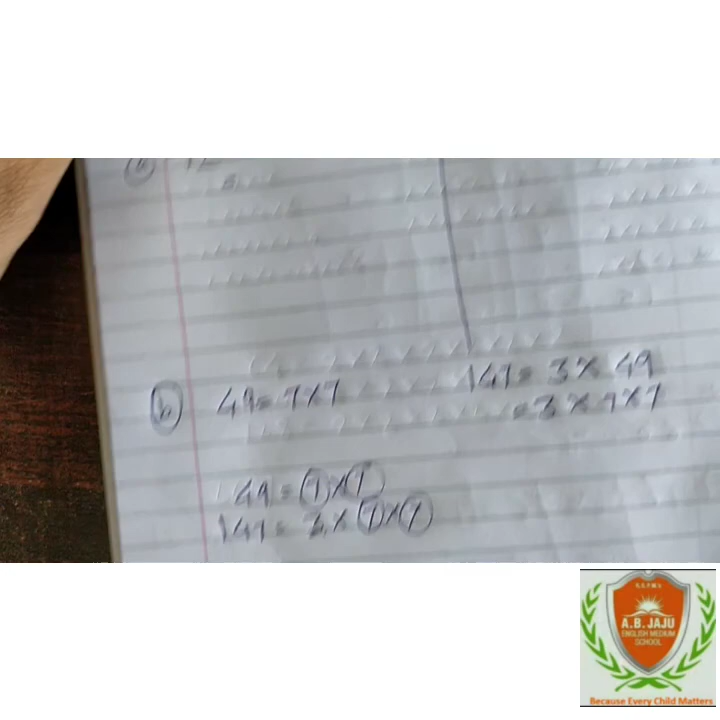 (b) 49 = 7 × 7
147 = 3 × 49
= 3 × 7 × 7
49 = 7 × 7
147 = 3 × 7 × 7
A.B. JAJU
ENGLISH MEDIUM
SCHOOL
Because Every Child Matters